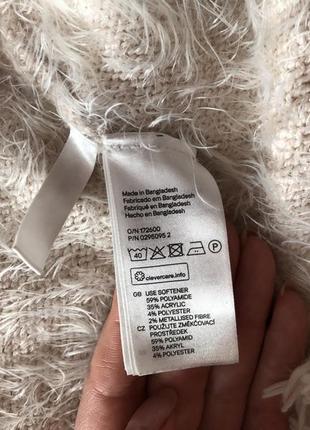 Made in Bangladesh
Fabricado em Bangladesh
Fabriqué en Bangladesh
Hecho en Bangladesh
O/N 172600
P/N 0295095 2
40
P
clevercare.info
GB USE SOFTENER
59% POLYAMIDE
35% ACRYLIC
4% POLYESTER
2% METALLISED FIBRE
CZ POUŽIJTE ZMĚKČOVACÍ
PROSTŘEDEK
59% POLYAMID
35% AKRYL
4% POLYESTER